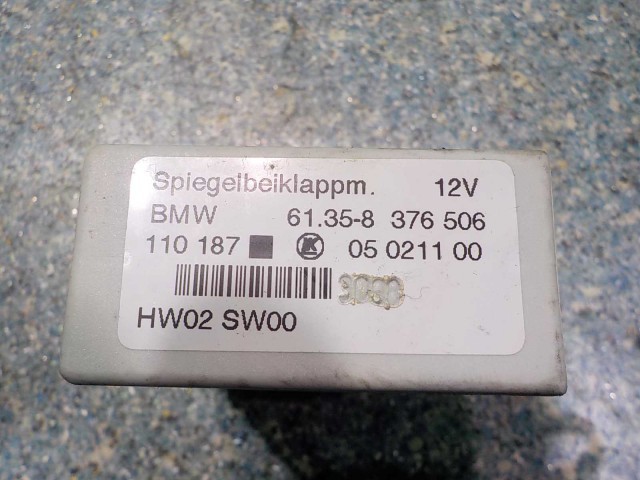 Spiegelbeiklappm. 12V
BMW 61.35-8 376 506
110 187 K 05 0211 00
HW02 SW00